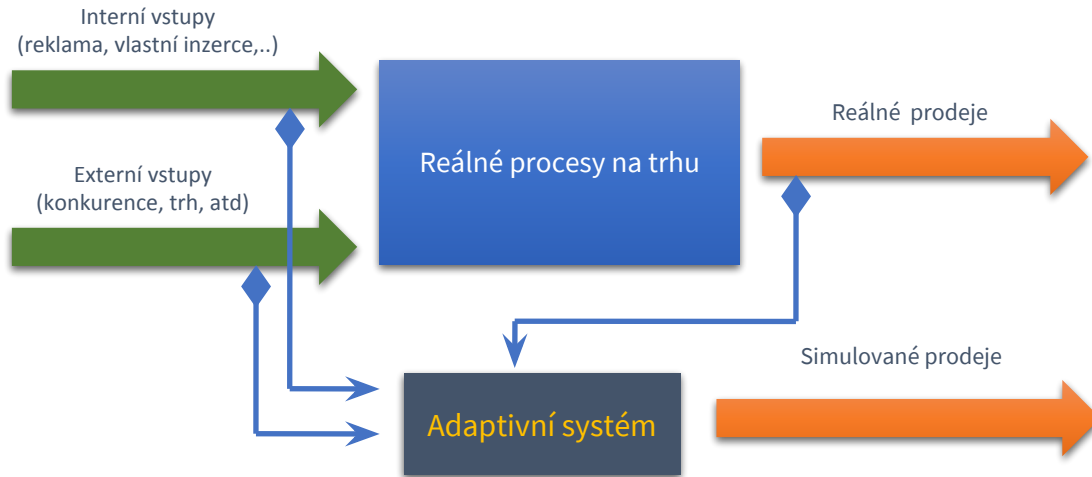 Interní vstupy
(reklama, vlastní inzerce,..)
Reálné procesy na trhu
Reálné prodeje
Externí vstupy
(konkurence, trh, atd)
Simulované prodeje
Adaptivní systém